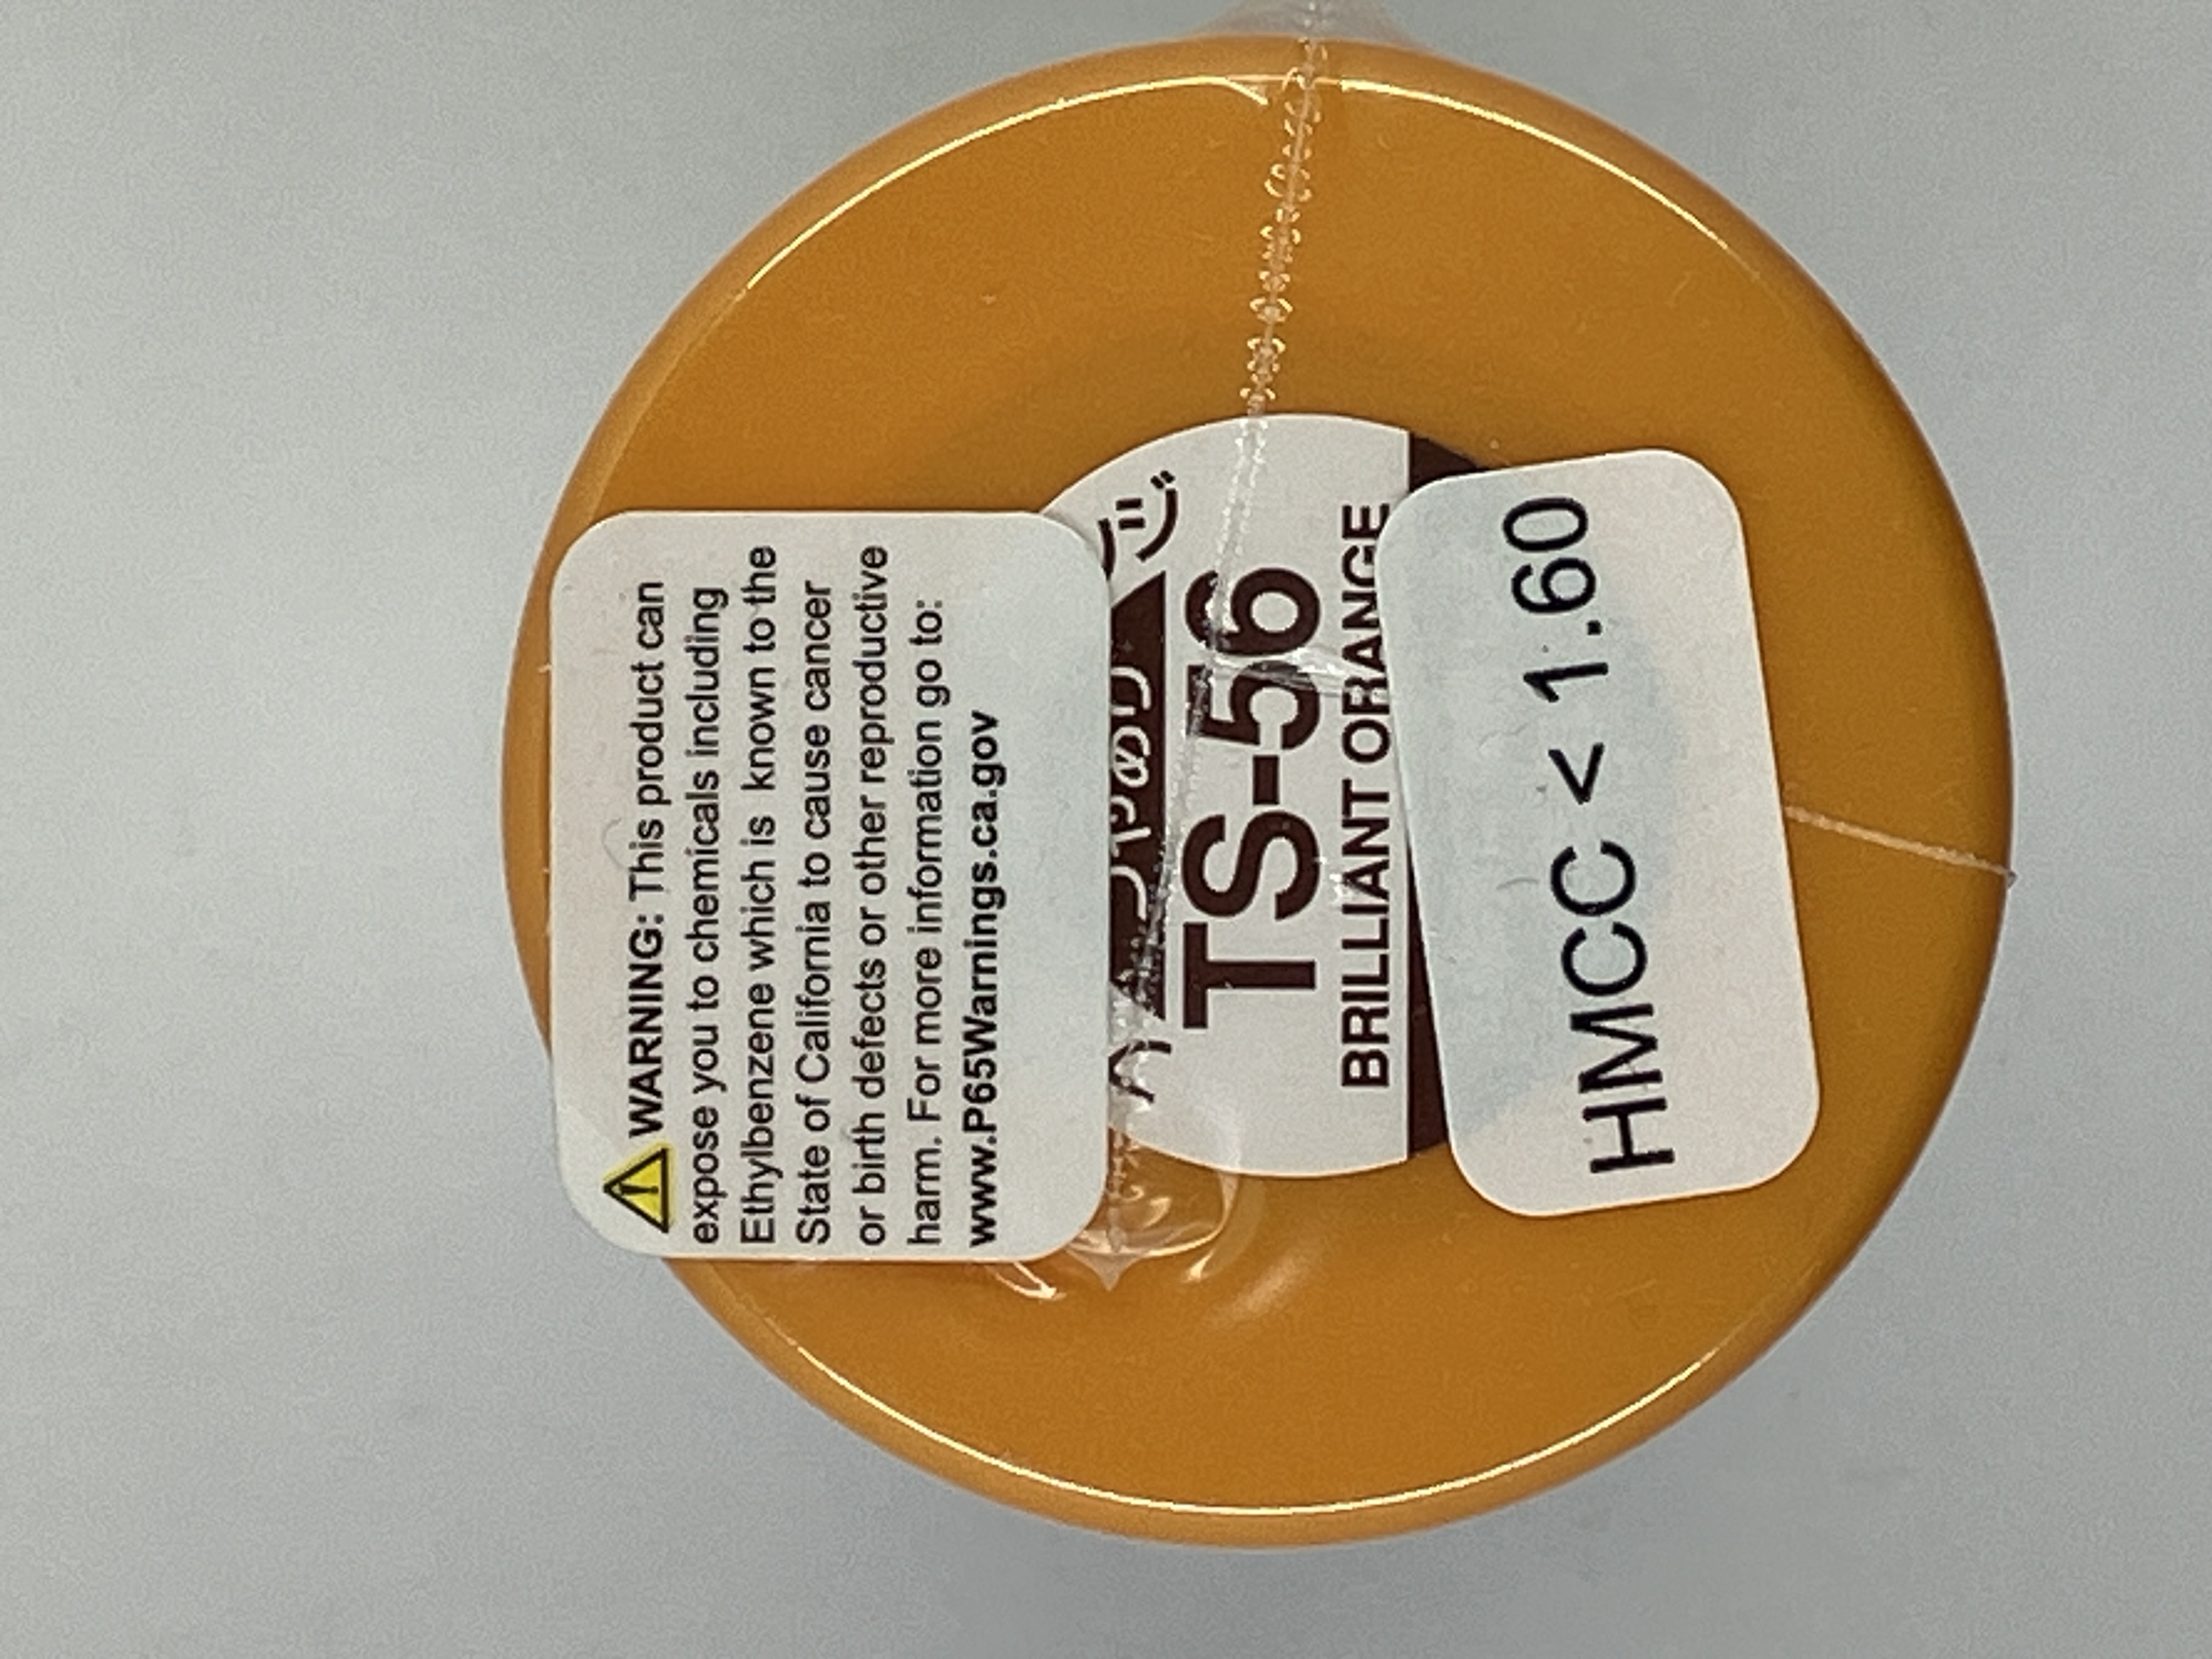 WARNING: This product can
expose you to chemicals including
Ethylbenzene which is known to the
State of California to cause cancer
or birth defects or other reproductive
harm. For more information go to:
www.P65Warnings.ca.gov
TS-56
BRILLIANT ORANGE
HMCC < 1.60